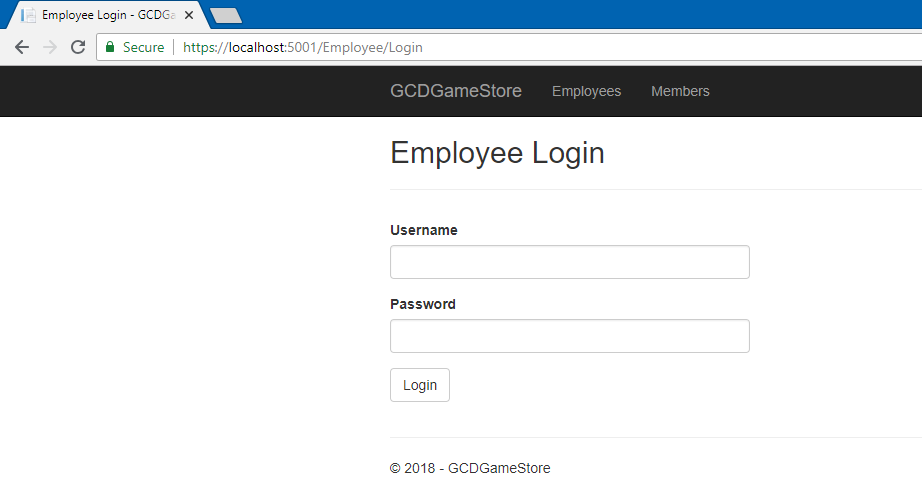 Employee Login - GCDGa
Secure https://localhost:5001/Employee/Login
GCDGameStore Employees Members
Employee Login
Username
Password
Login
© 2018 - GCDGameStore